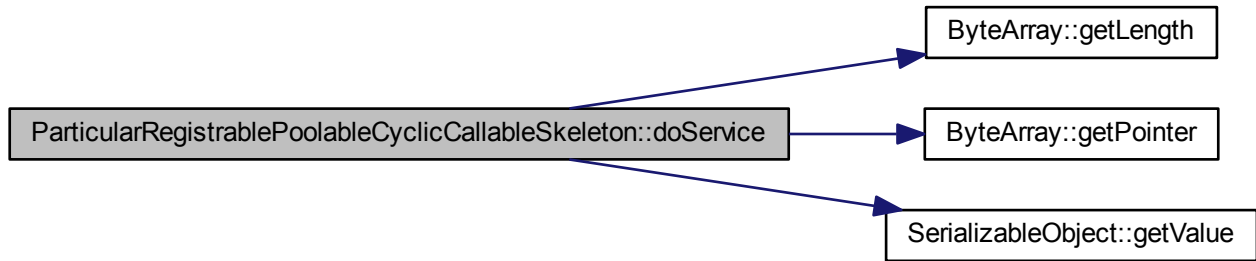 ByteArray::getLength
ParticularRegistrablePoolableCyclicCallableSkeleton::doService
ByteArray::getPointer
SerializableObject::getValue